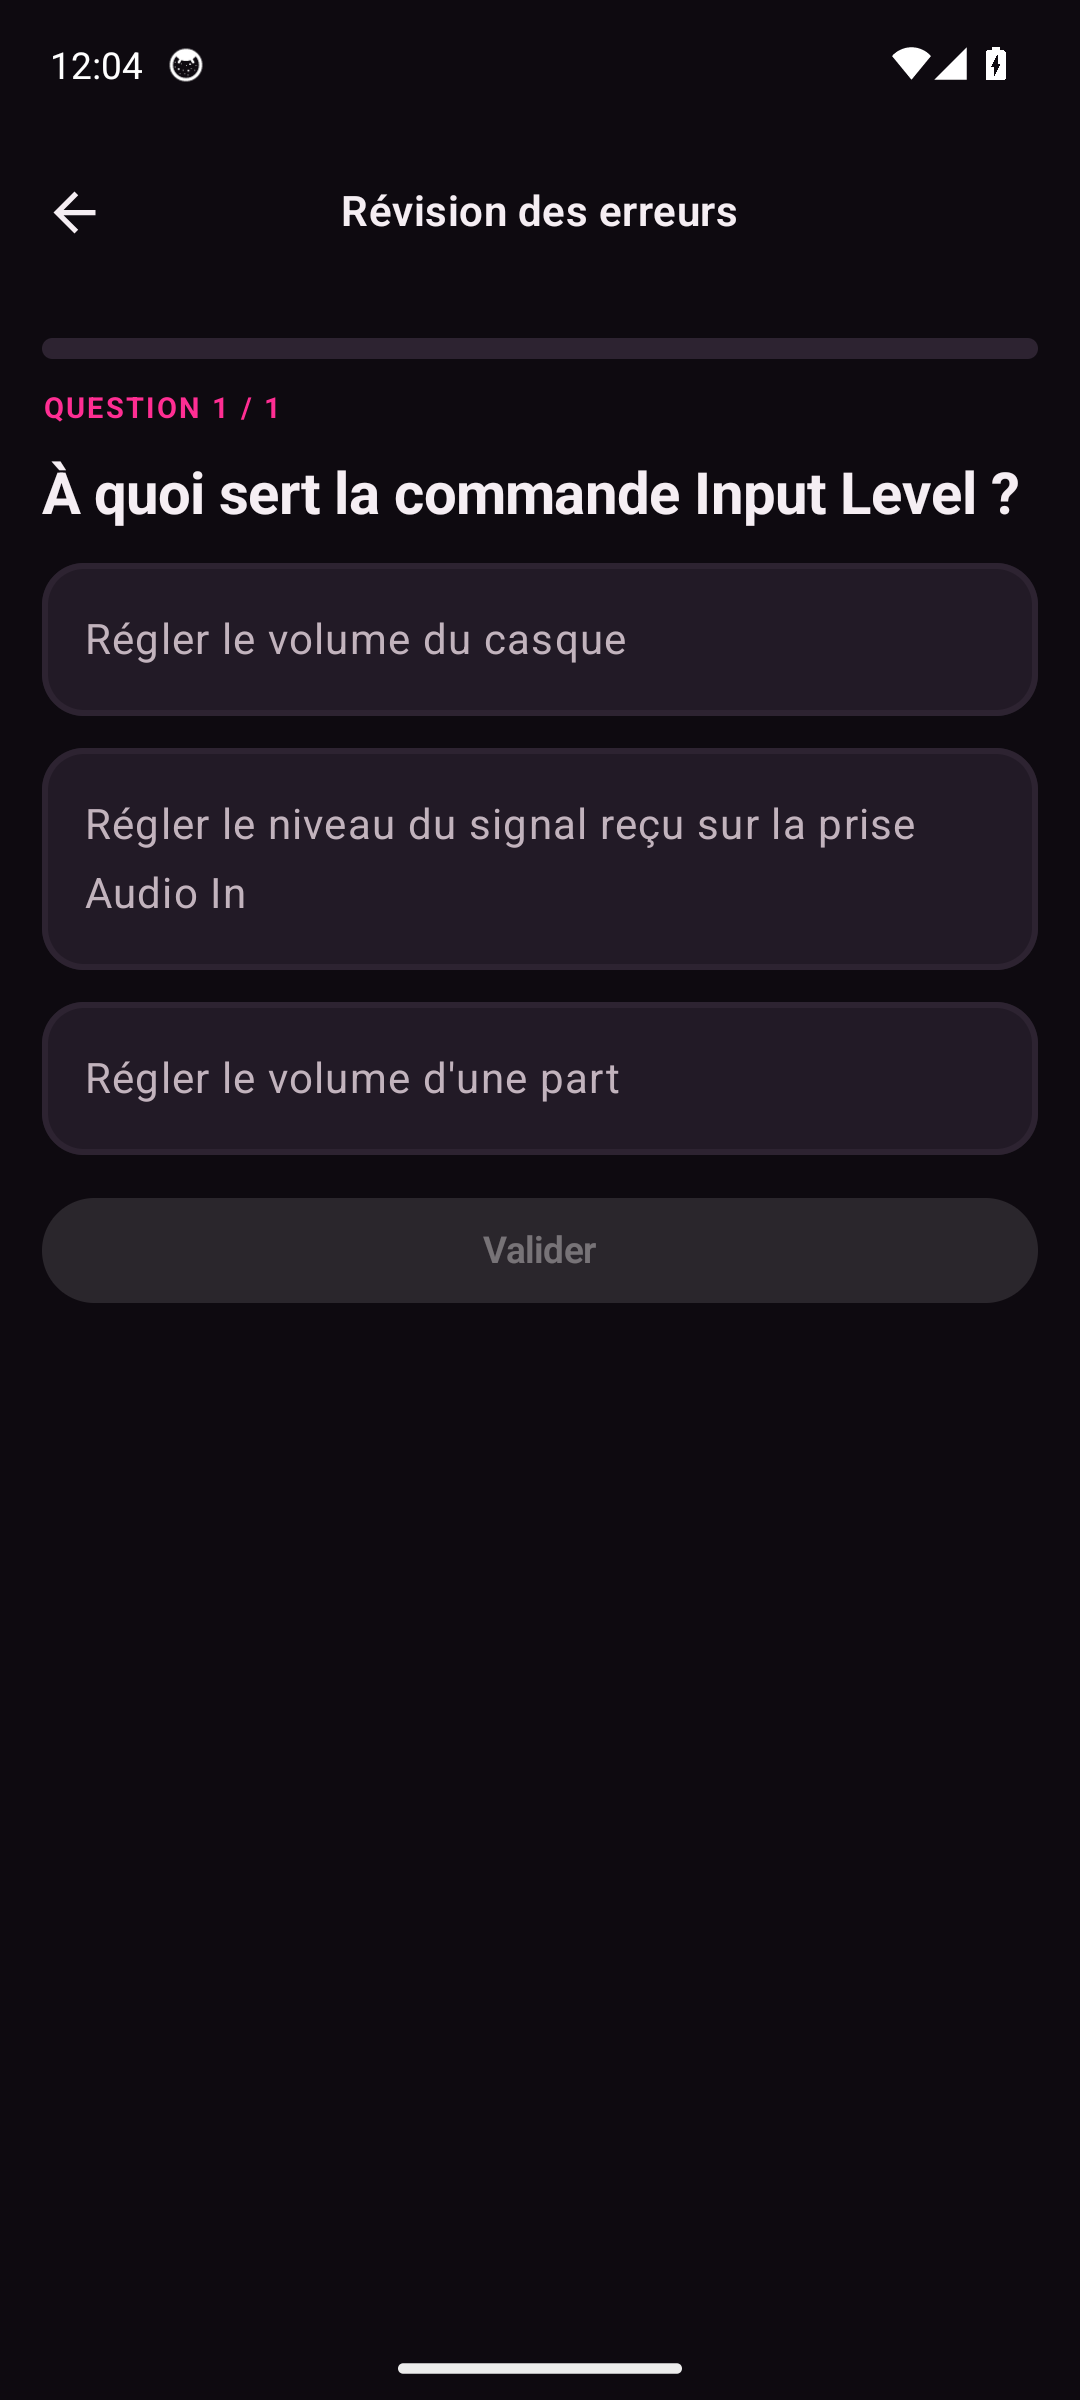 12:04
Révision des erreurs
QUESTION 1 / 1
À quoi sert la commande Input Level ?
Régler le volume du casque
Régler le niveau du signal reçu sur la prise
Audio In
Régler le volume d'une part
Valider